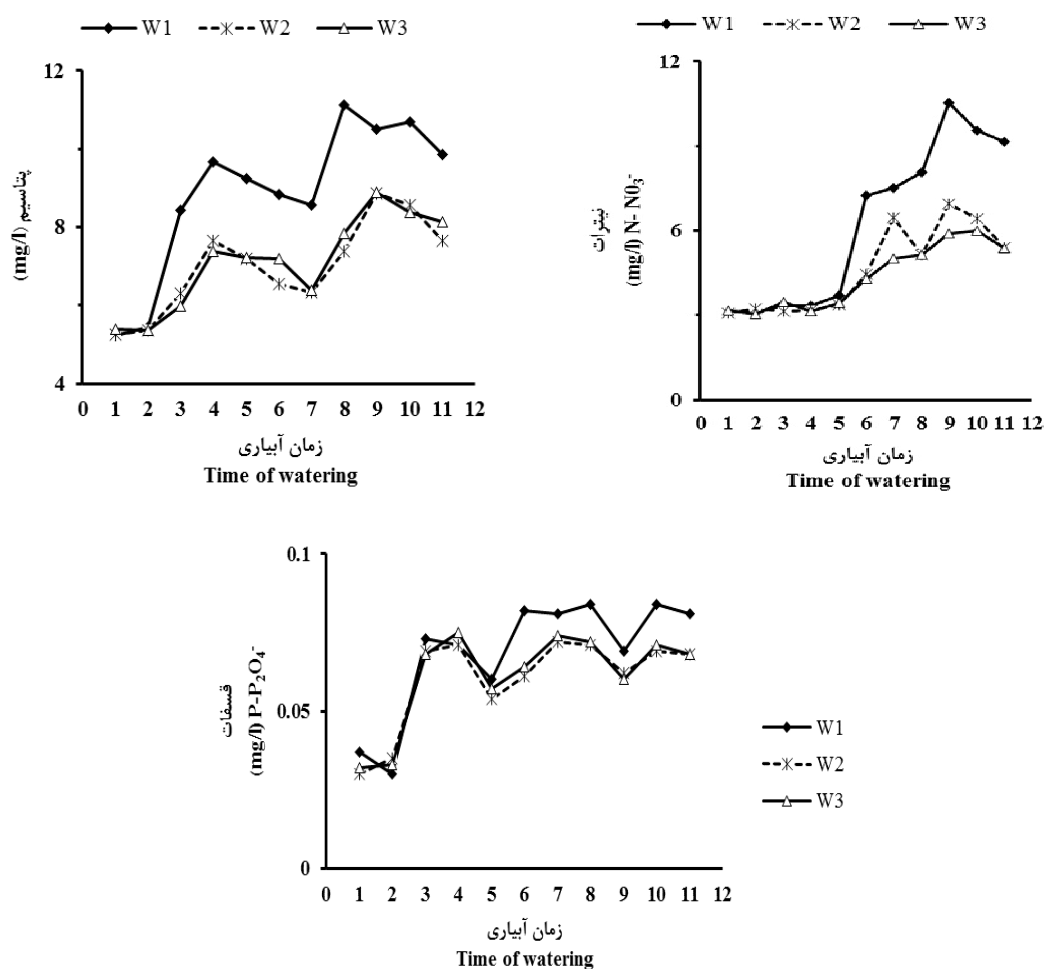 W1 W2 W3
12
8
4
پتاسیم (mg/l)
0 1 2 3 4 5 6 7 8 9 10 11 12
زمان آبیاری
Time of watering
W1 W2 W3
12
6
0
نیترات
(mg/l) N- N0₃⁻
0 1 2 3 4 5 6 7 8 9 10 11 12
زمان آبیاری
Time of watering
0.1
0.05
0
فسفات
(mg/l) P-P₂O₄⁻
0 1 2 3 4 5 6 7 8 9 10 11 12
زمان آبیاری
Time of watering
W1
W2
W3